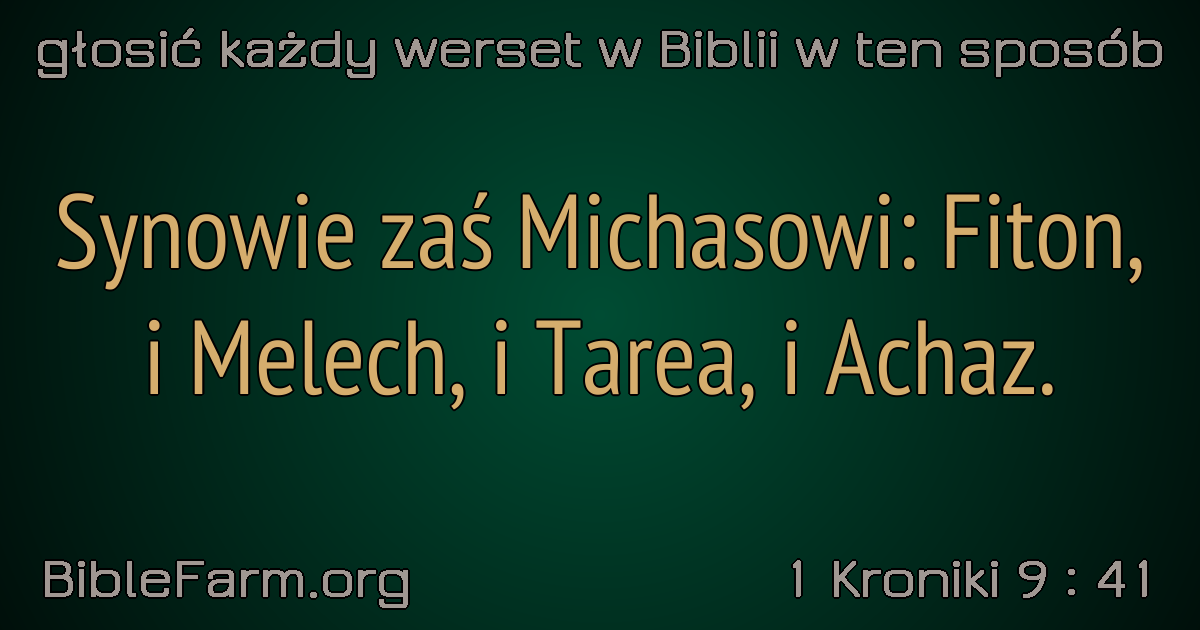 głosić każdy werset w Biblii w ten sposób
Synowie zaś Michasowi: Fiton,
i Melech, i Tarea, i Achaz.
BibleFarm.org
1 Kroniki 9 : 41